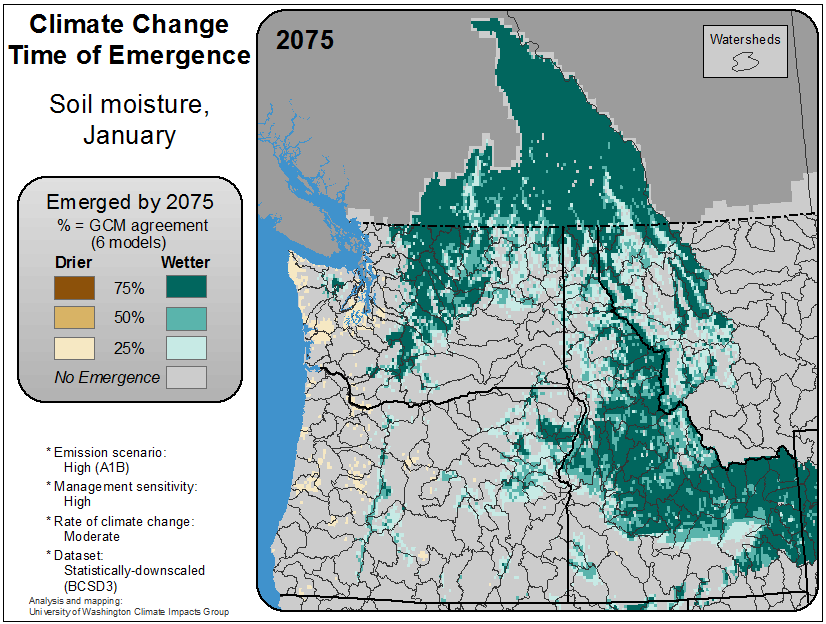 Climate Change
Time of Emergence
Soil moisture,
January
Emerged by 2075
% = GCM agreement
(6 models)
Drier Wetter
75%
50%
25%
No Emergence
* Emission scenario:
High (A1B)
* Management sensitivity:
High
* Rate of climate change:
Moderate
* Dataset:
Statistically-downscaled
(BCSD3)
Analysis and mapping:
University of Washington Climate Impacts Group
2075
Watersheds